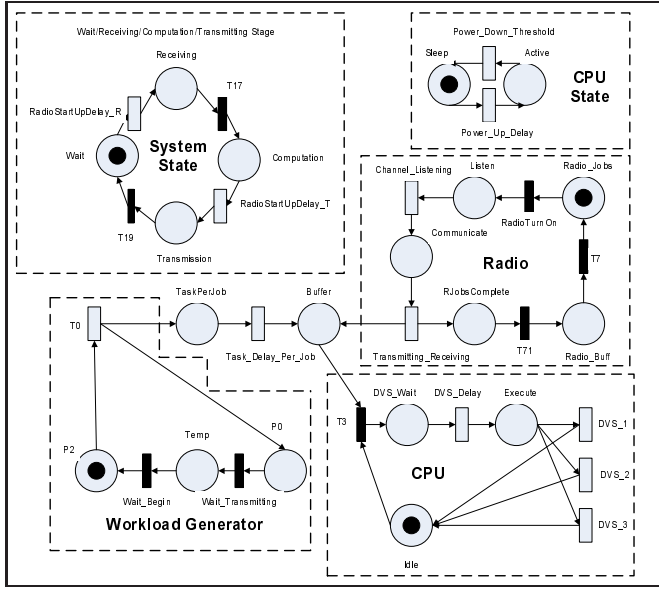 Wait/Receiving/Computation/Transmitting Stage
Receiving
T17
RadioStartUpDelay_R
System
State
Wait
Computation
RadioStartUpDelay_T
T19
Transmission
Power_Down_Threshold
Sleep
Active
CPU
State
Power_Up_Delay
Channel_Listening
Listen
Radio_Jobs
RadioTurnOn
Communicate
Radio
T7
RJobsComplete
Transmitting_Receiving
T71
Radio_Buff
T0
TaskPerJob
Buffer
Task_Delay_Per_Job
P2
Temp
P0
Wait_Begin
Wait_Transmitting
Workload Generator
T3
DVS_Wait
DVS_Delay
Execute
DVS_1
CPU
DVS_2
DVS_3
Idle